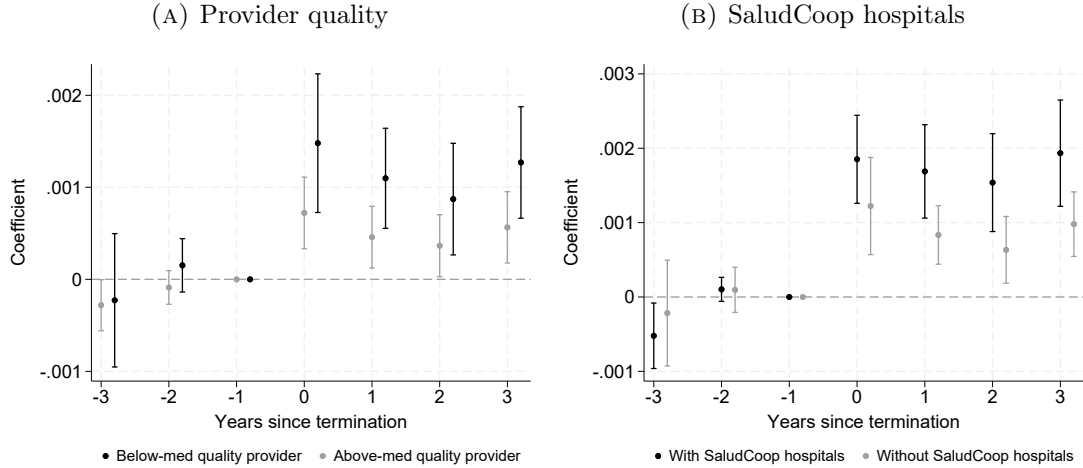 (A) Provider quality
.002
.001
0
-.001
Coefficient
-3 -2 -1 0 1 2 3
Years since termination
Below-med quality provider Above-med quality provider
(B) SaludCoop hospitals
.003
.002
.001
0
-.001
Coefficient
-3 -2 -1 0 1 2 3
Years since termination
With SaludCoop hospitals Without SaludCoop hospitals